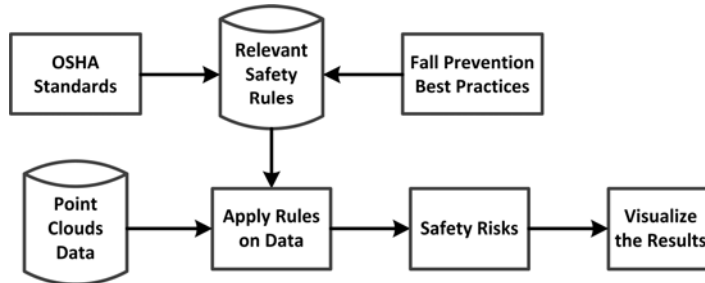 OSHA
Standards
Relevant
Safety
Rules
Fall Prevention
Best Practices
Point
Clouds
Data
Apply Rules
on Data
Safety Risks
Visualize
the Results